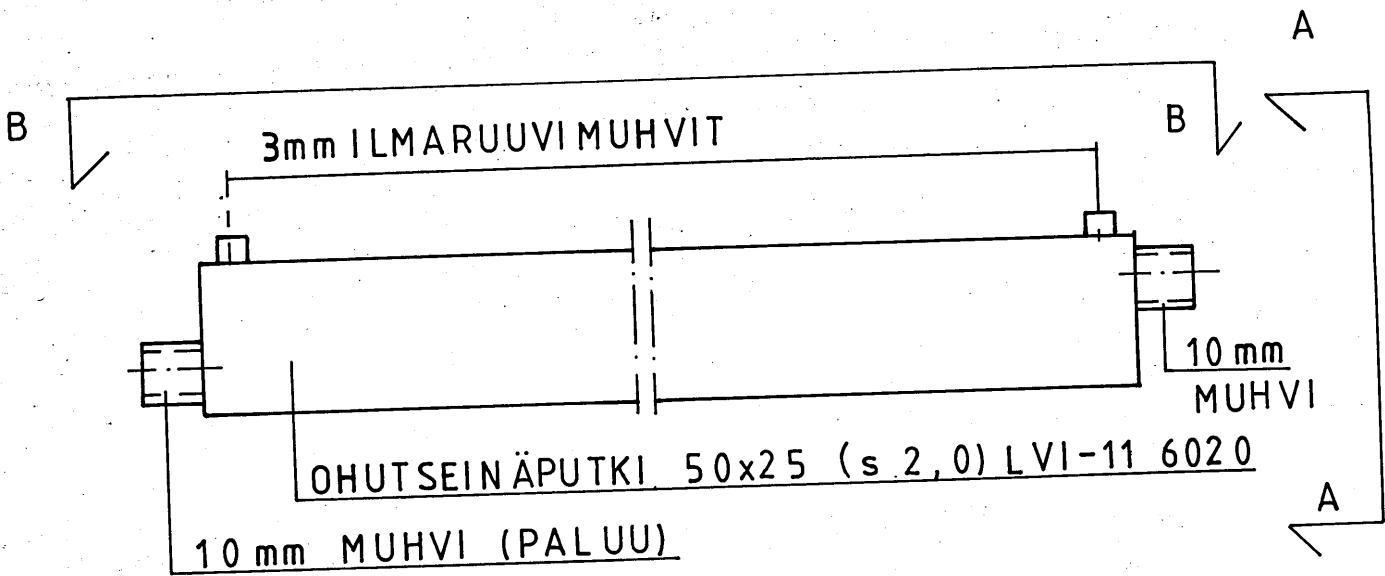 A
B
B
3mm ILMARUUVIMUHVIT
10 mm
MUHVI
OHUTSEINÄPUTKI 50x25 (s 2,0) LVI-11 6020
A
10 mm MUHVI (PALUU)